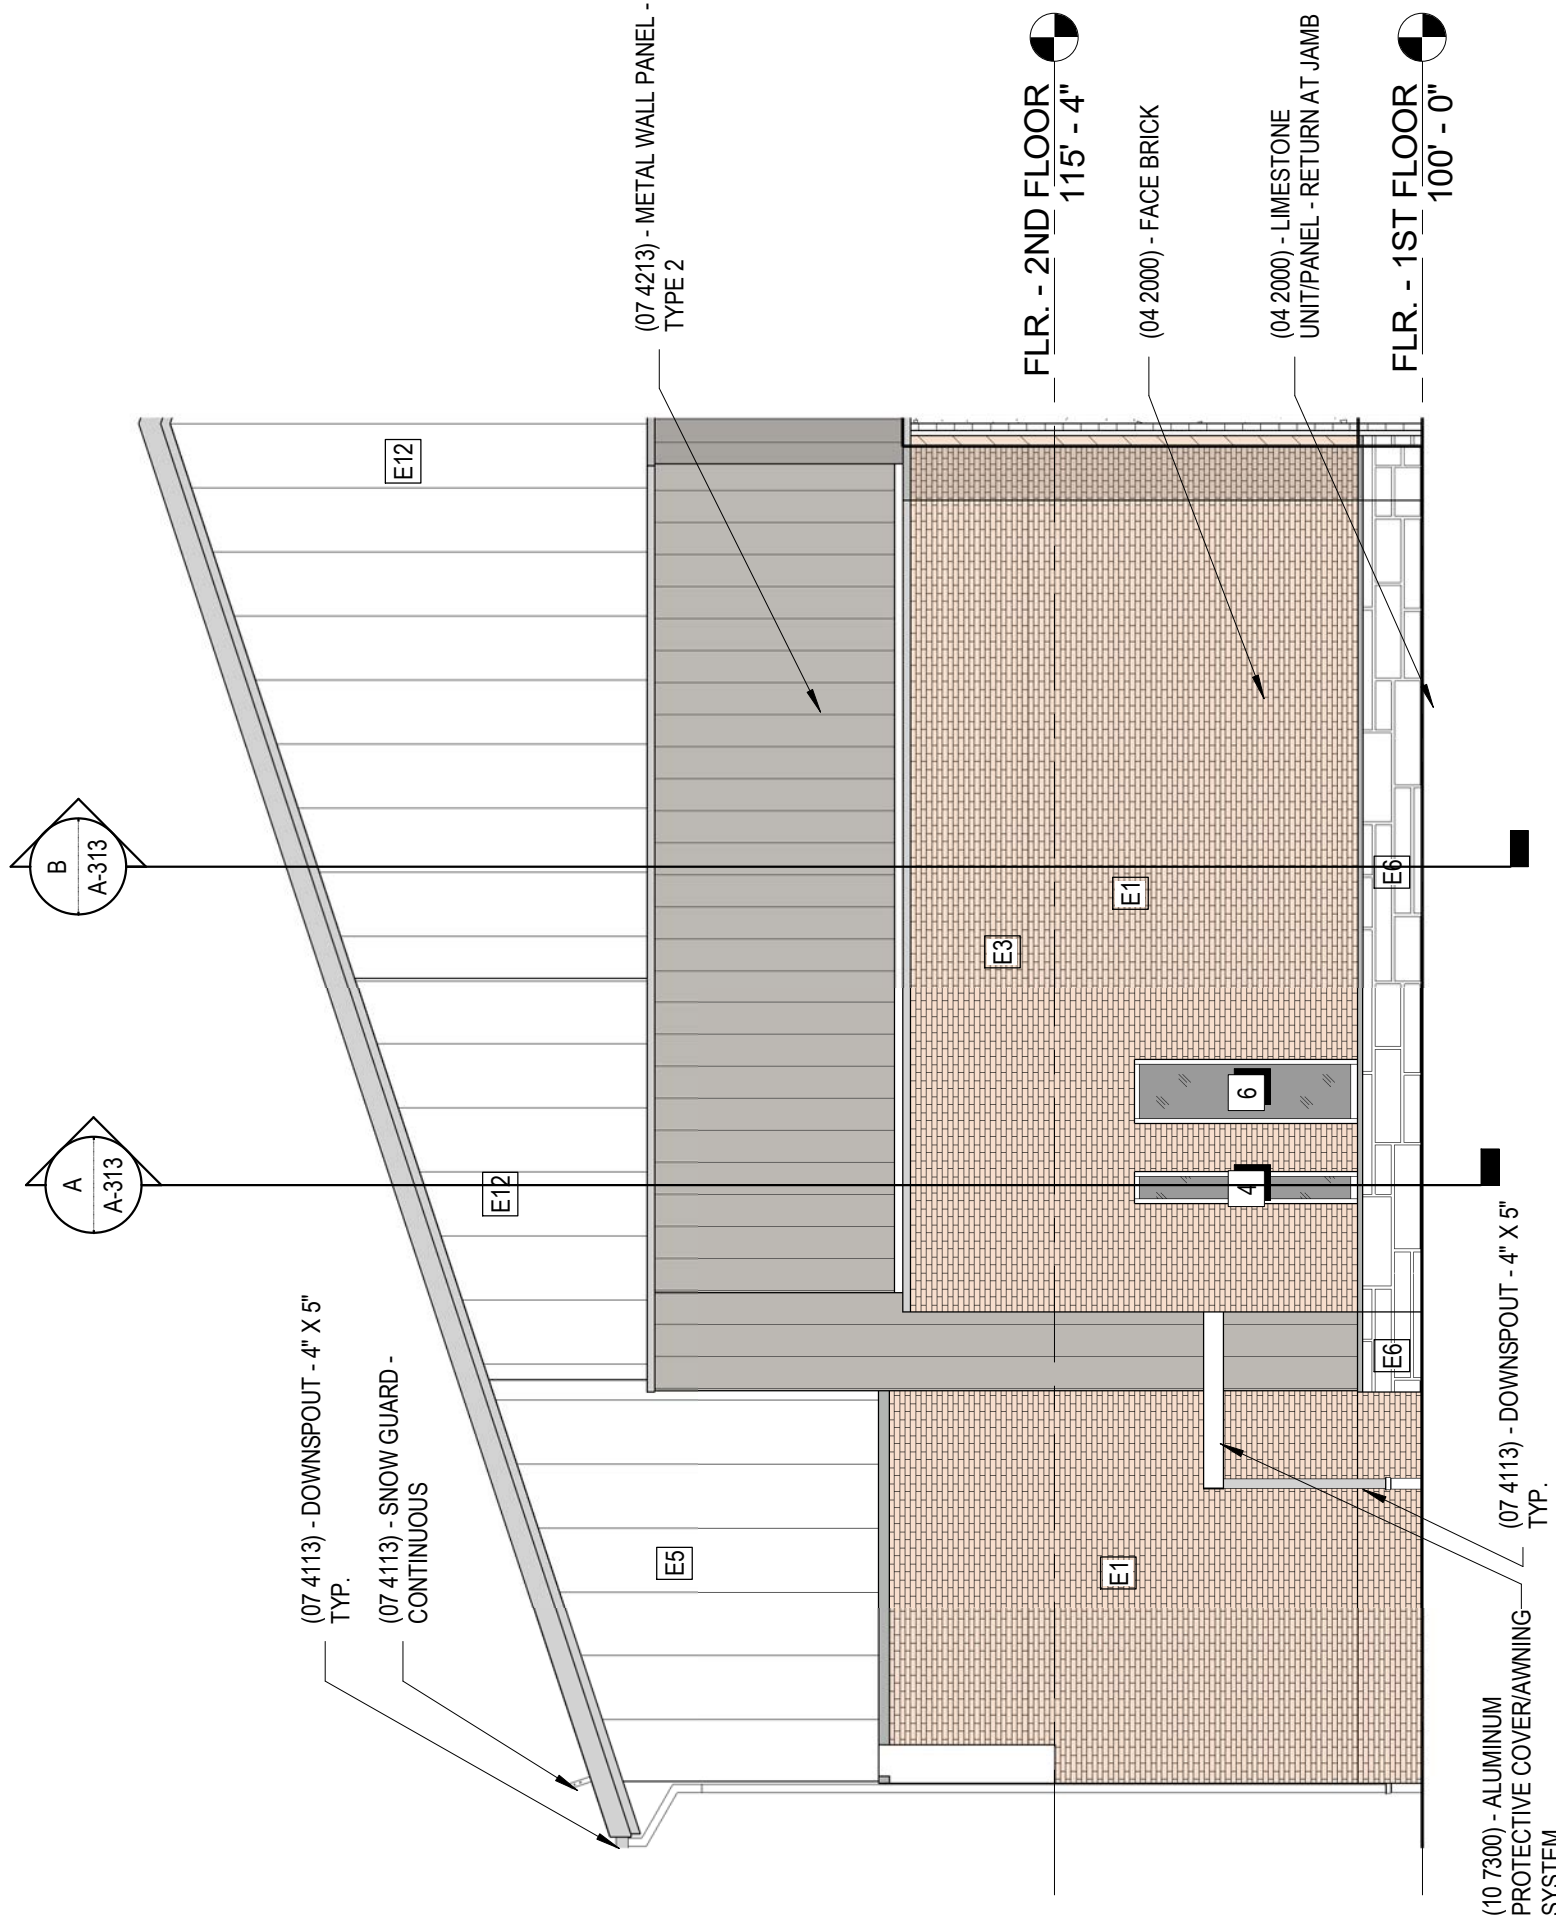 (07 4113) - DOWNSPOUT - 4" X 5"
TYP.
(07 4113) - SNOW GUARD -
CONTINUOUS
A
A-313
B
A-313
E12
E12
E5
(07 4213) - METAL WALL PANEL -
TYPE 2
FLR. - 2ND FLOOR
115' - 4"
(04 2000) - FACE BRICK
(04 2000) - LIMESTONE
UNIT/PANEL - RETURN AT JAMB
FLR. - 1ST FLOOR
100' - 0"
E3
E1
E1
4
6
E6
E6
(10 7300) - ALUMINUM
PROTECTIVE COVER/AWNING
SYSTEM
(07 4113) - DOWNSPOUT - 4" X 5"
TYP.